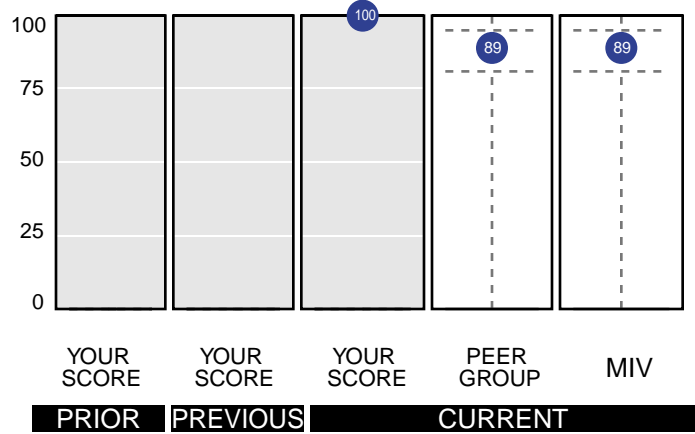 100
75
50
25
0
100
89
89
YOUR SCORE
YOUR SCORE
YOUR SCORE
PEER GROUP
MIV
PRIOR
PREVIOUS
CURRENT